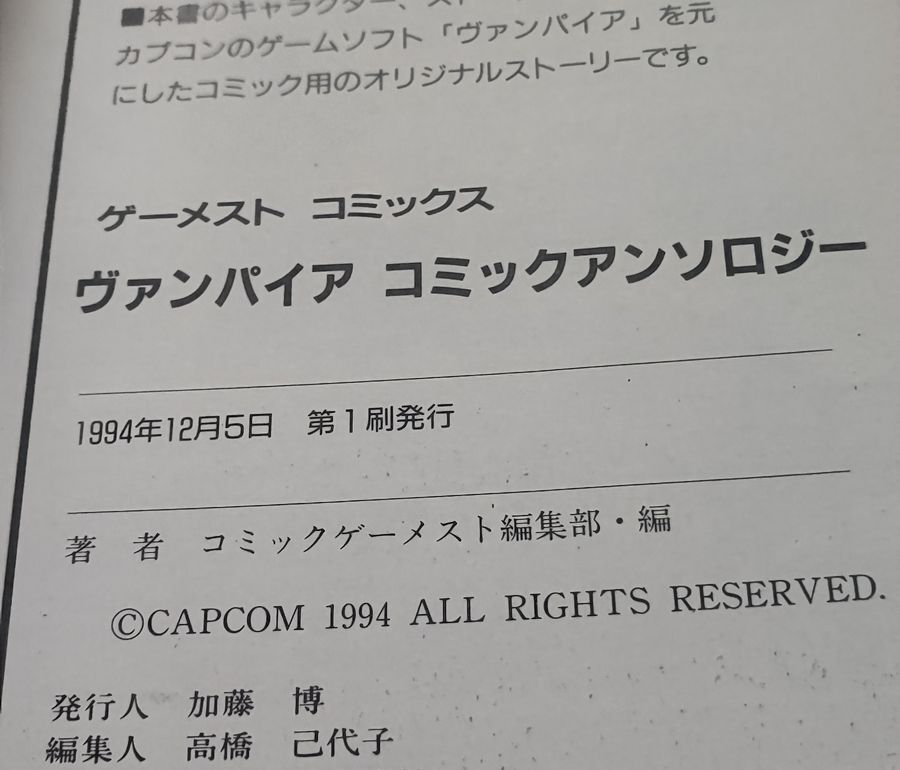 ■本書のキャラクター、スト
カプコンのゲームソフト「ヴァンパイア」を元
にしたコミック用のオリジナルストーリーです。
ゲーメスト コミックス
ヴァンパイア コミックアンソロジー
1994年12月5日 第1刷発行
著 者 コミックゲーメスト編集部・編
©CAPCOM 1994 ALL RIGHTS RESERVED.
発行人 加藤 博
編集人 高橋 己代子